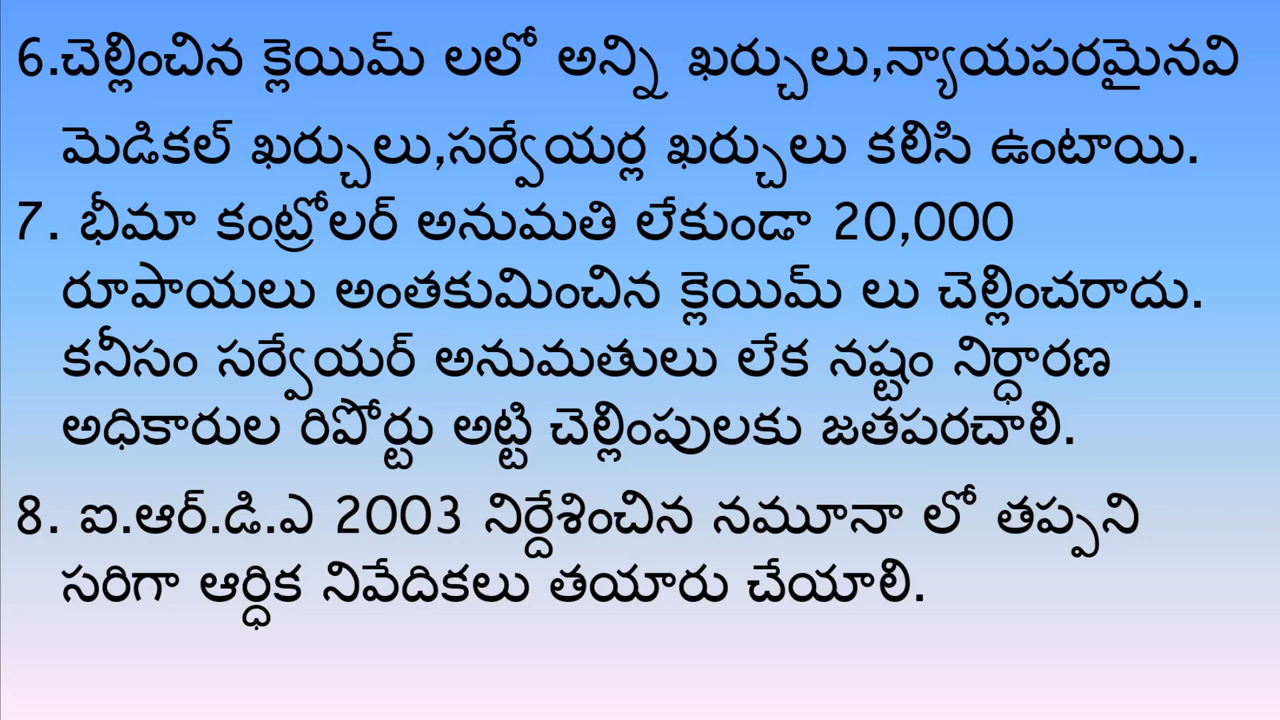 6.చెల్లించిన క్లెయిమ్ లలో అన్ని ఖర్చులు,న్యాయపరమైనవి
మెడికల్ ఖర్చులు,సర్వేయర్ల ఖర్చులు కలిసి ఉంటాయి.
7. భీమా కంట్రోలర్ అనుమతి లేకుండా 20,000
రూపాయలు అంతకుమించిన క్లెయిమ్ లు చెల్లించరాదు.
కనీసం సర్వేయర్ అనుమతులు లేక నష్టం నిర్ధారణ
అధికారుల రిపోర్టు అట్టి చెల్లింపులకు జతపరచాలి.
8. ఐ.ఆర్.డి.ఎ 2003 నిర్దేశించిన నమూనా లో తప్పని
సరిగా ఆర్ధిక నివేదికలు తయారు చేయాలి.